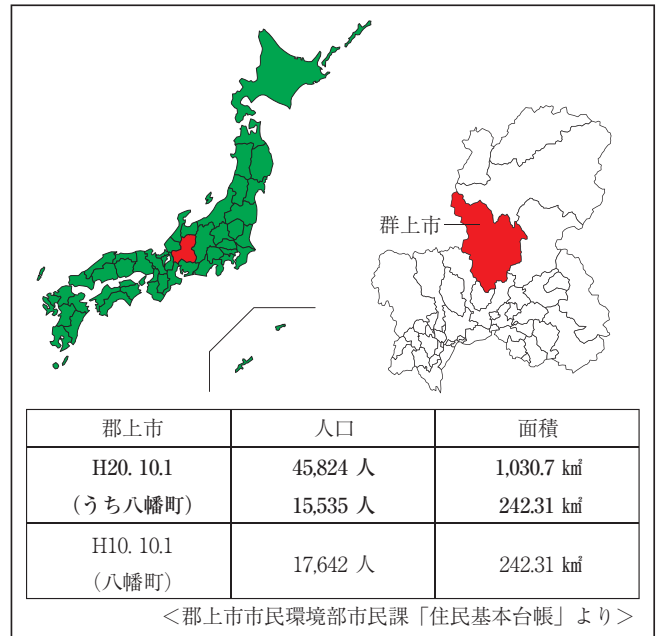 群上市
郡上市 人口 面積
H20. 10.1 45,824 人 1,030.7 ㎢
(うち八幡町) 15,535 人 242.31 ㎢
H10. 10.1
(八幡町) 17,642 人 242.31 ㎢
＜郡上市市民環境部市民課「住民基本台帳」より＞